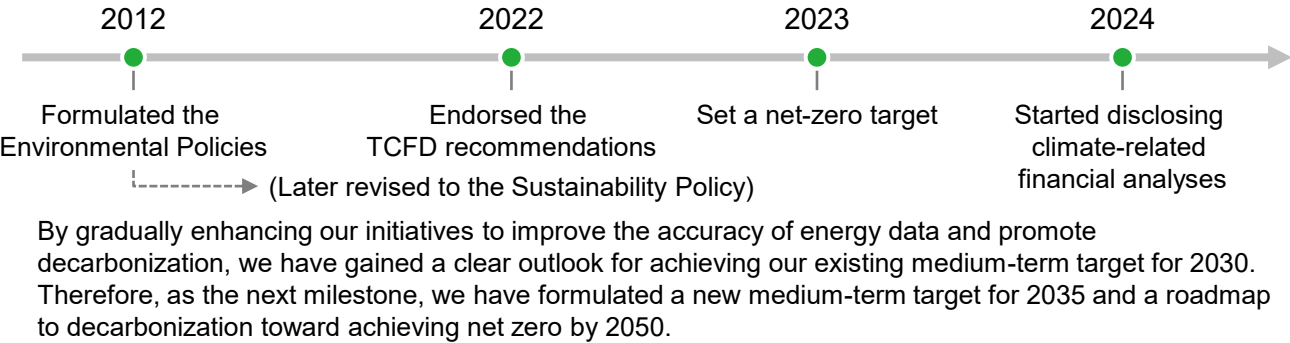 2012
2022
2023
2024
Formulated the
Environmental Policies
Endorsed the
TCFD recommendations
Set a net-zero target
Started disclosing
climate-related
financial analyses
(Later revised to the Sustainability Policy)
By gradually enhancing our initiatives to improve the accuracy of energy data and promote
decarbonization, we have gained a clear outlook for achieving our existing medium-term target for 2030.
Therefore, as the next milestone, we have formulated a new medium-term target for 2035 and a roadmap
to decarbonization toward achieving net zero by 2050.